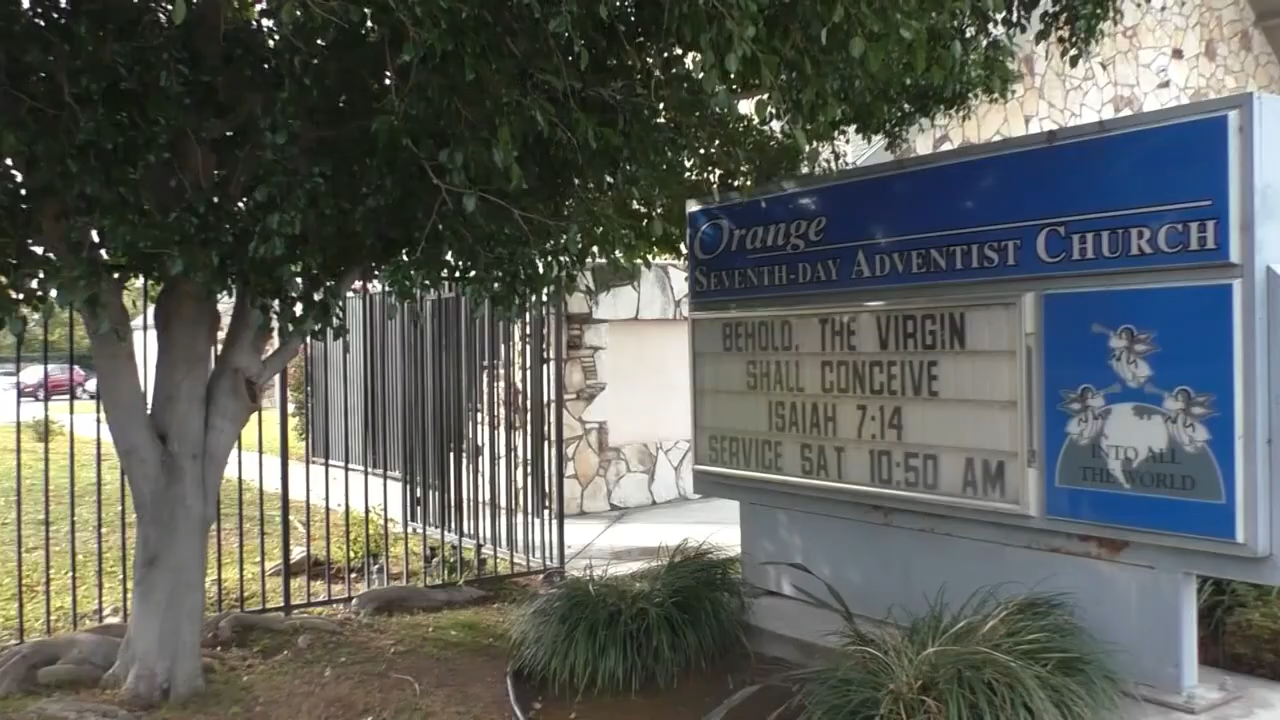 Orange
SEVENTH-DAY ADVENTIST CHURCH
BEHOLD, THE VIRGIN
SHALL CONCEIVE
ISAIAH 7:14
SERVICE SAT 10:50 AM
INTO ALL
THE WORLD